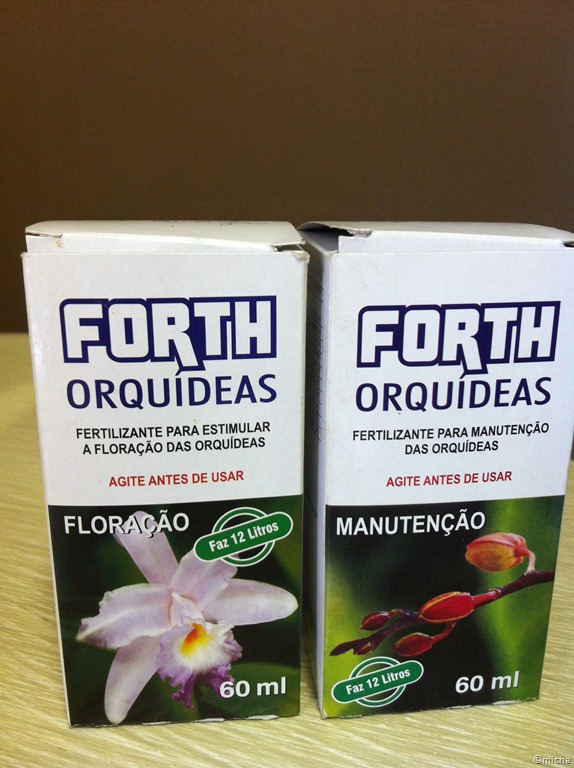 FORTH
ORQUÍDEAS
FERTILIZANTE PARA ESTIMULAR
A FLORAÇÃO DAS ORQUÍDEAS
AGITE ANTES DE USAR
FLORAÇÃO
Faz 12 Litros
60 ml
FORTH
ORQUÍDEAS
FERTILIZANTE PARA MANUTENÇÃO
DAS ORQUÍDEAS
AGITE ANTES DE USAR
MANUTENÇÃO
Faz 12 Litros
60 ml
©micha